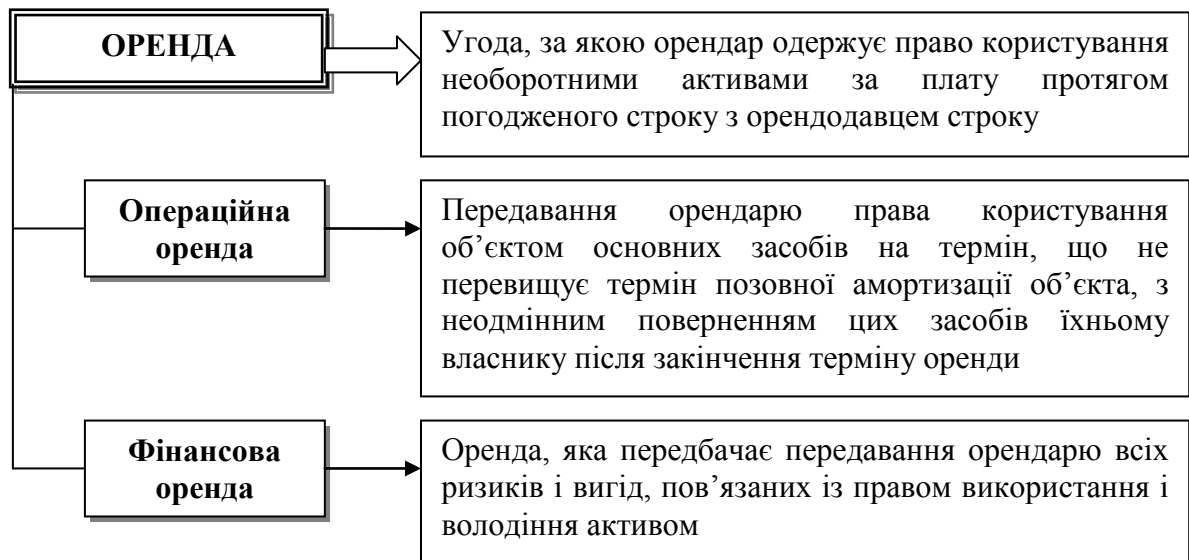 ОРЕНДА
Угода, за якою орендар одержує право користування
необоротними активами за плату протягом
погодженого строку з орендодавцем строку
Операційна
оренда
Передавання орендарю права користування
об’єктом основних засобів на термін, що не
перевищує термін позовної амортизації об’єкта, з
неодмінним поверненням цих засобів їхньому
власнику після закінчення терміну оренди
Фінансова
оренда
Оренда, яка передбачає передавання орендарю всіх
ризиків і вигід, пов’язаних із правом використання і
володіння активом